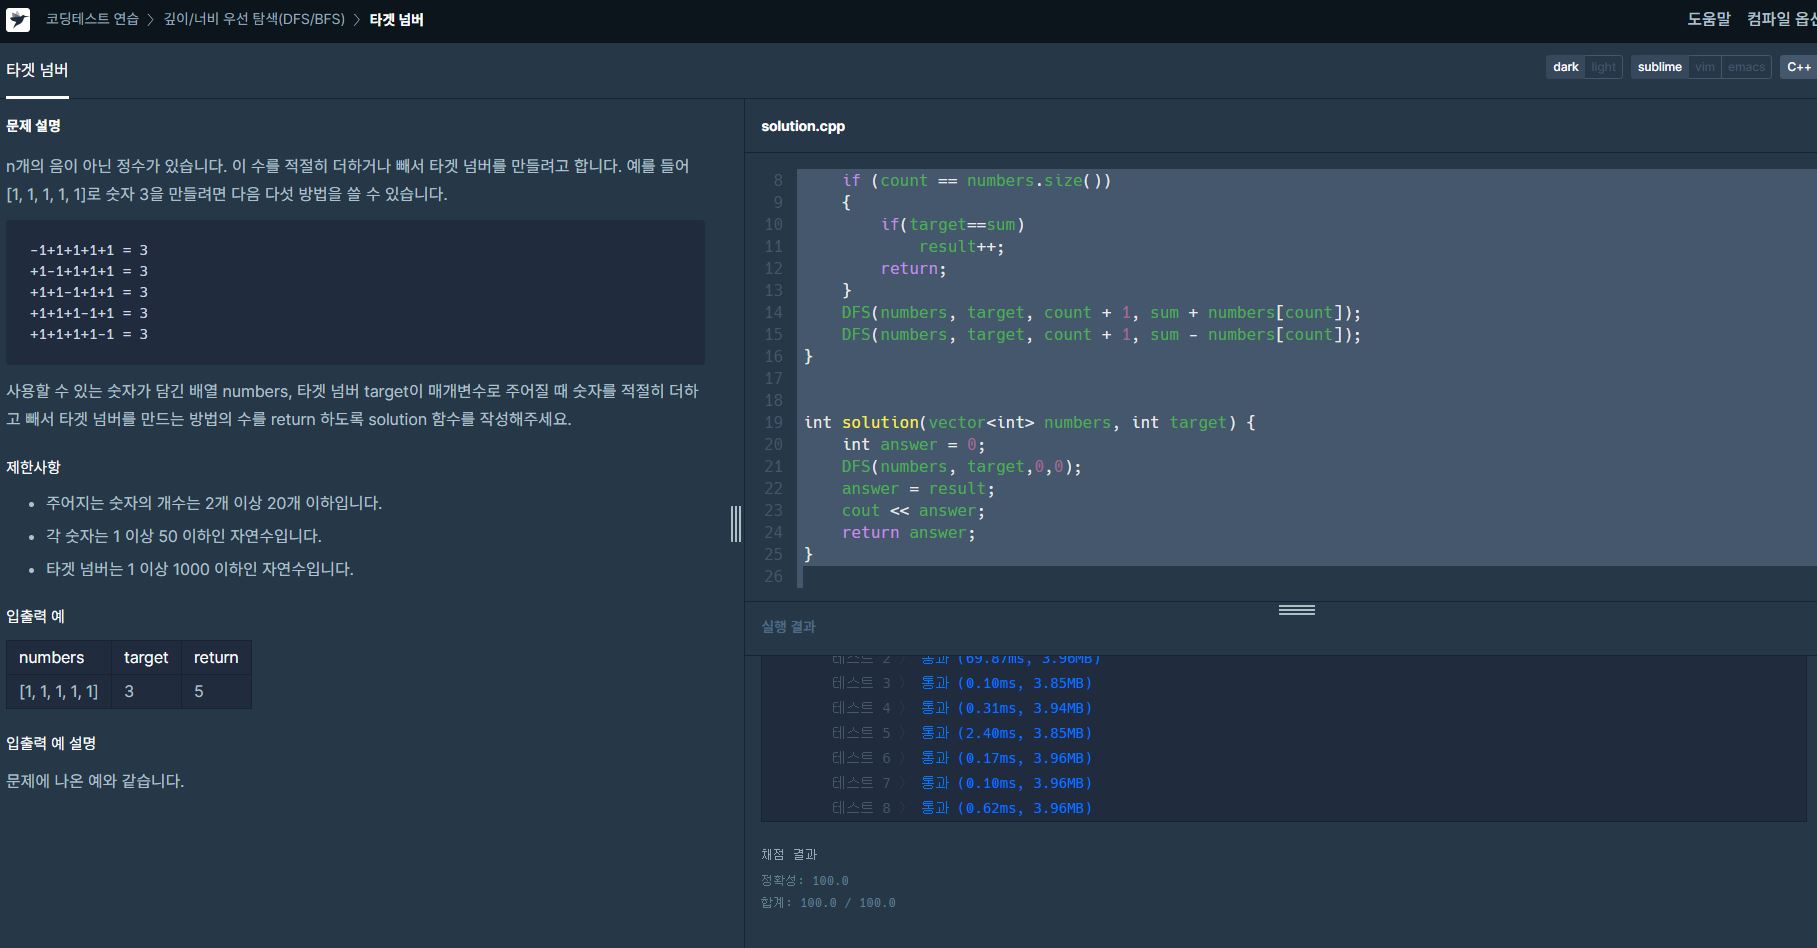 코딩테스트 연습 > 깊이/너비 우선 탐색(DFS/BFS) > 타겟 넘버
도움말 컴파일 옵션
타겟 넘버
dark light sublime vim emacs C++
문제 설명
n개의 음이 아닌 정수가 있습니다. 이 수를 적절히 더하거나 빼서 타겟 넘버를 만들려고 합니다. 예를 들어
[1, 1, 1, 1, 1]로 숫자 3을 만들려면 다음 다섯 방법을 쓸 수 있습니다.
-1+1+1+1+1 = 3
+1-1+1+1+1 = 3
+1+1-1+1+1 = 3
+1+1+1-1+1 = 3
+1+1+1+1-1 = 3
사용할 수 있는 숫자가 담긴 배열 numbers, 타겟 넘버 target이 매개변수로 주어질 때 숫자를 적절히 더하
고 빼서 타겟 넘버를 만드는 방법의 수를 return 하도록 solution 함수를 작성해주세요.
제한사항
• 주어지는 숫자의 개수는 2개 이상 20개 이하입니다.
• 각 숫자는 1 이상 50 이하인 자연수입니다.
• 타겟 넘버는 1 이상 1000 이하인 자연수입니다.
입출력 예
numbers target return
[1, 1, 1, 1, 1] 3 5
입출력 예 설명
문제에 나온 예와 같습니다.
solution.cpp
8 if (count == numbers.size())
9 {
10 if(target==sum)
11 result++;
12 return;
13 }
14 DFS(numbers, target, count + 1, sum + numbers[count]);
15 DFS(numbers, target, count + 1, sum - numbers[count]);
16 }
17
18
19 int solution(vector<int> numbers, int target) {
20 int answer = 0;
21 DFS(numbers, target,0,0);
22 answer = result;
23 cout << answer;
24 return answer;
25 }
26
실행 결과
테스트 2 > 통과 (69.87ms, 3.96MB)
테스트 3 > 통과 (0.10ms, 3.85MB)
테스트 4 > 통과 (0.31ms, 3.94MB)
테스트 5 > 통과 (2.40ms, 3.85MB)
테스트 6 > 통과 (0.17ms, 3.96MB)
테스트 7 > 통과 (0.10ms, 3.96MB)
테스트 8 > 통과 (0.62ms, 3.96MB)
채점 결과
정확성: 100.0
합계: 100.0 / 100.0